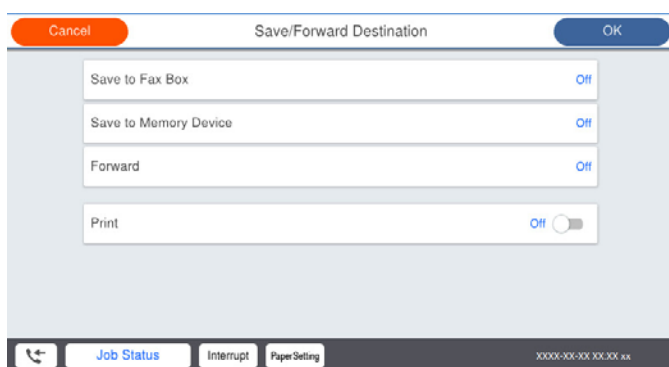 Cancel Save/Forward Destination OK
Save to Fax Box Off
Save to Memory Device Off
Forward Off
Print Off
Job Status Interrupt Paper Setting XXXX-XX-XX XX:XX xx